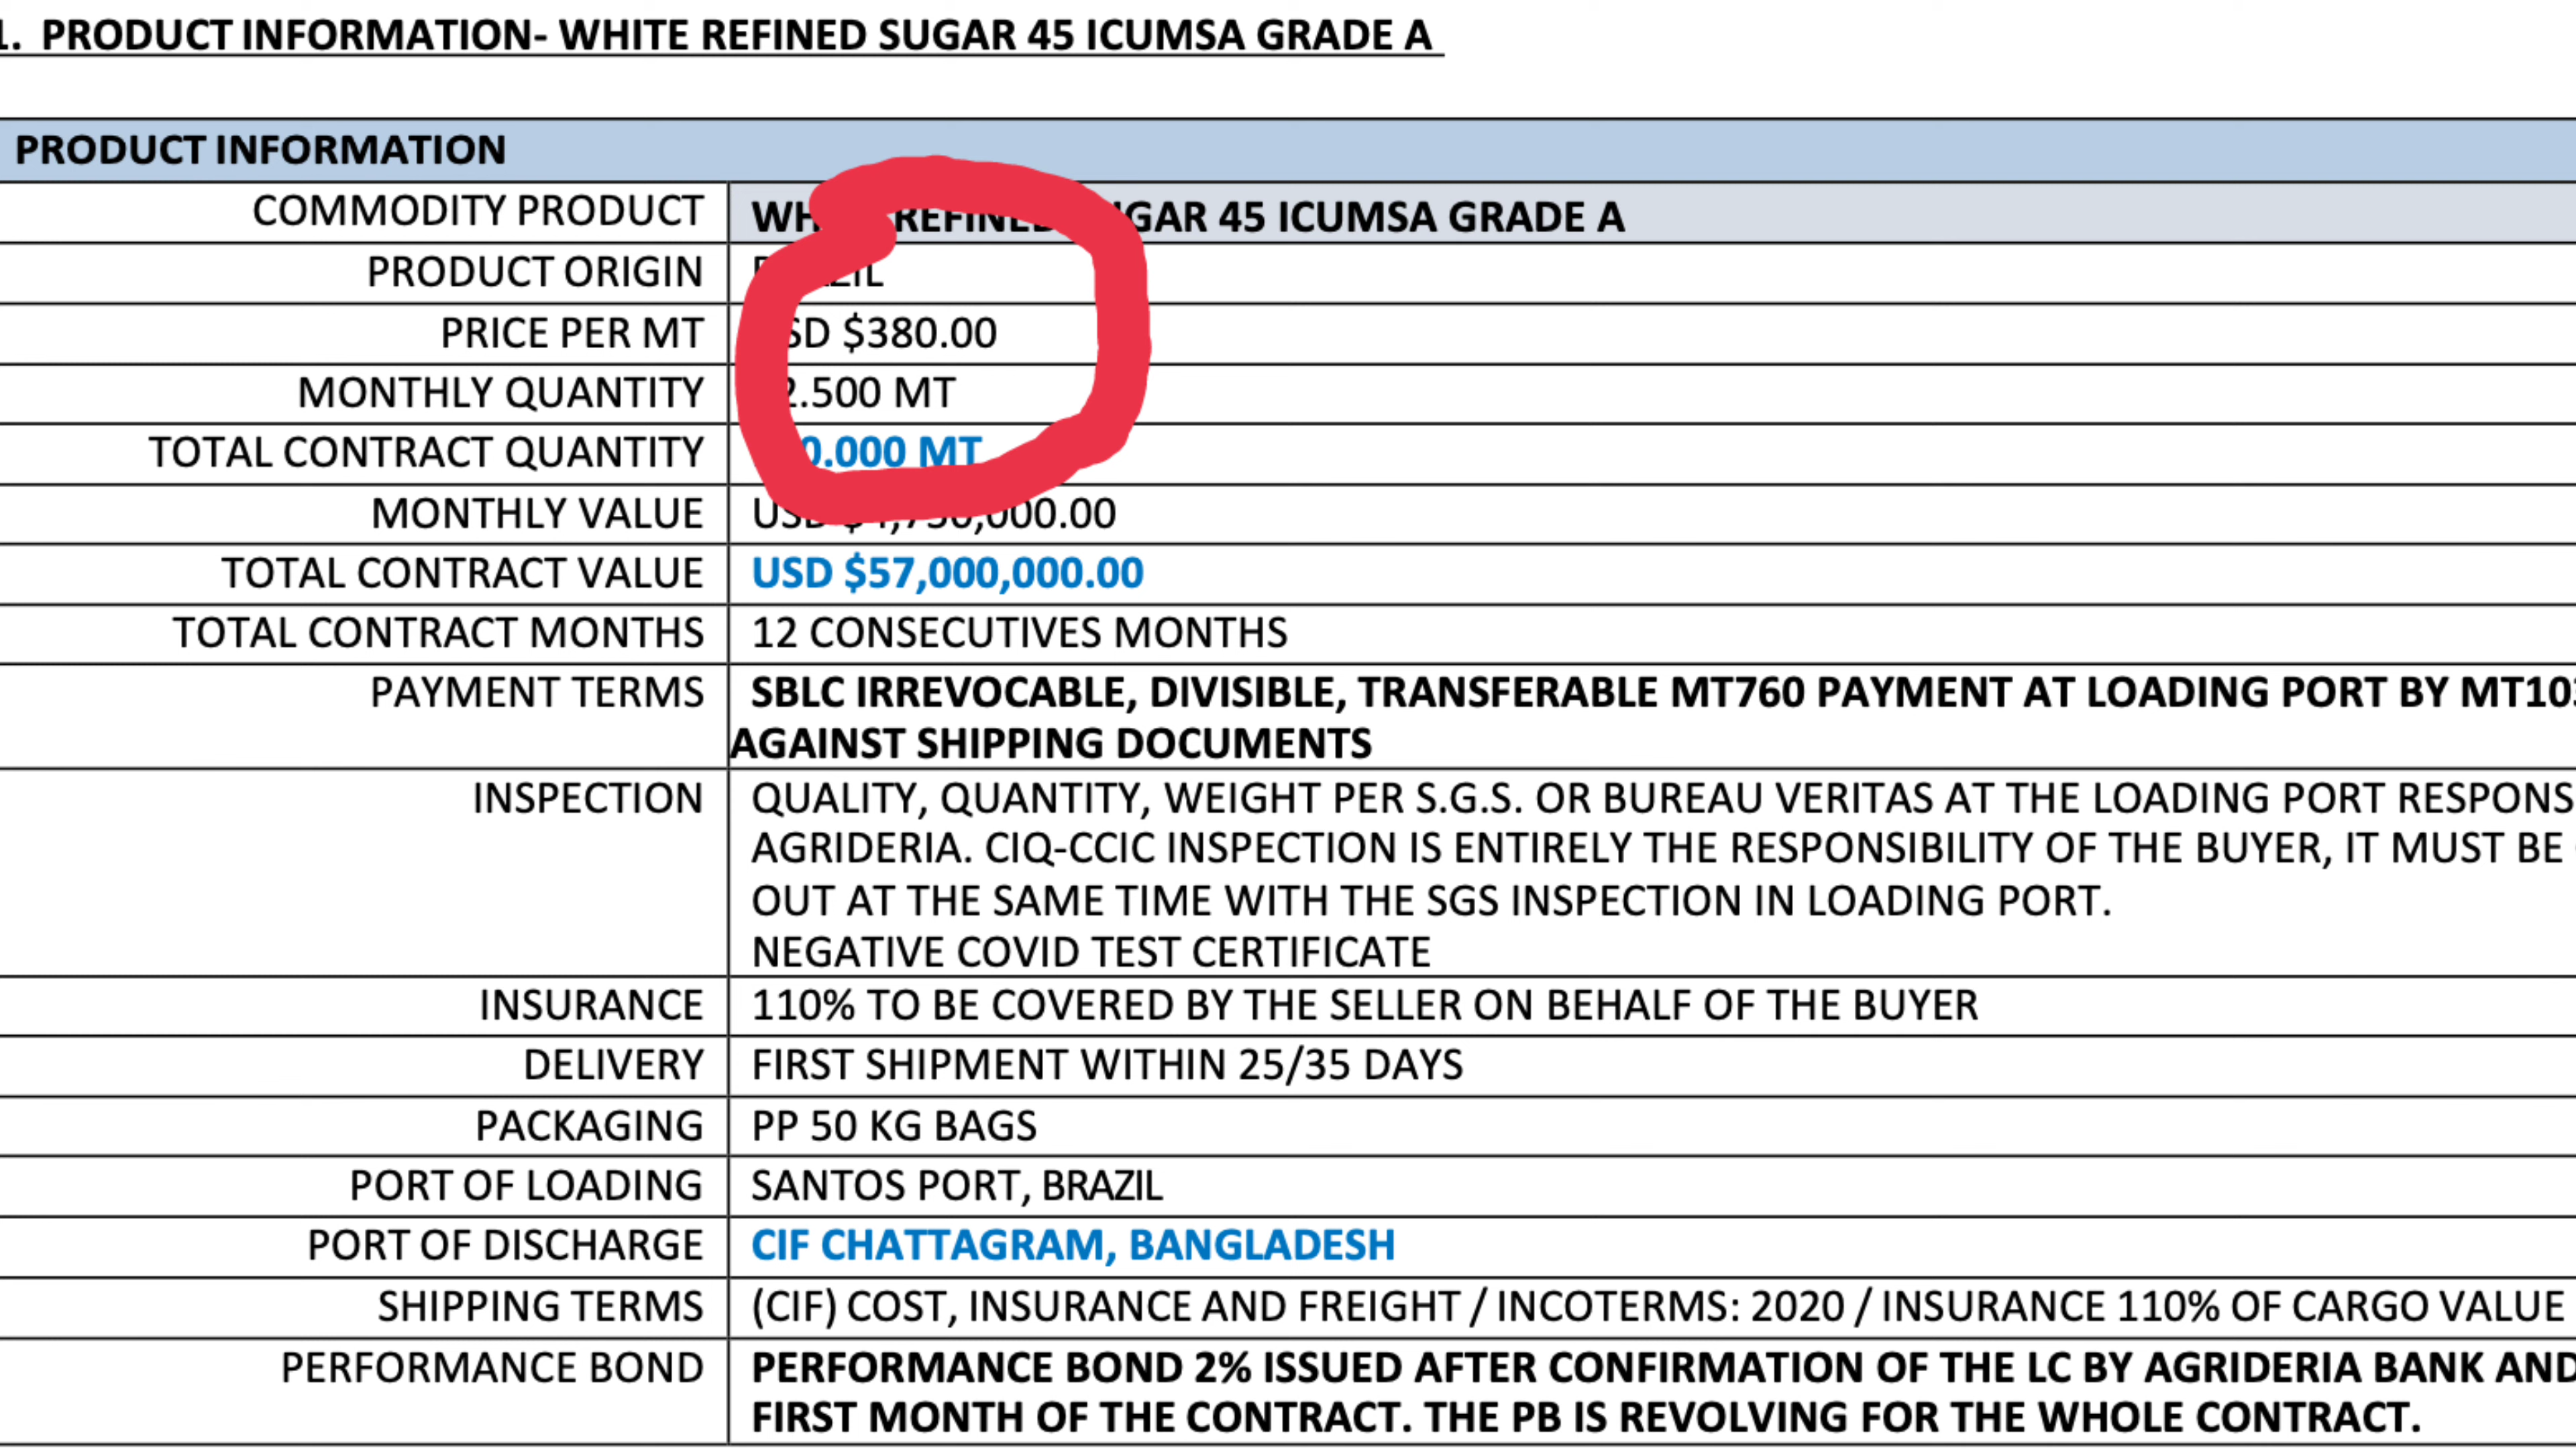 1. PRODUCT INFORMATION- WHITE REFINED SUGAR 45 ICUMSA GRADE A
PRODUCT INFORMATION
COMMODITY PRODUCT REFINED SUGAR 45 ICUMSA GRADE A
PRODUCT ORIGIN
PRICE PER MT USD $380.00
MONTHLY QUANTITY 2.500 MT
TOTAL CONTRACT QUANTITY 0.000 MT
MONTHLY VALUE USD
TOTAL CONTRACT VALUE USD $57,000,000.00
TOTAL CONTRACT MONTHS 12 CONSECUTIVES MONTHS
PAYMENT TERMS SBLC IRREVOCABLE, DIVISIBLE, TRANSFERABLE MT760 PAYMENT AT LOADING PORT BY MT103
AGAINST SHIPPING DOCUMENTS
INSPECTION QUALITY, QUANTITY, WEIGHT PER S.G.S. OR BUREAU VERITAS AT THE LOADING PORT RESPONS
AGRIDERIA. CIQ-CCIC INSPECTION IS ENTIRELY THE RESPONSIBILITY OF THE BUYER, IT MUST BE
OUT AT THE SAME TIME WITH THE SGS INSPECTION IN LOADING PORT.
NEGATIVE COVID TEST CERTIFICATE
INSURANCE 110% TO BE COVERED BY THE SELLER ON BEHALF OF THE BUYER
DELIVERY FIRST SHIPMENT WITHIN 25/35 DAYS
PACKAGING PP 50 KG BAGS
PORT OF LOADING SANTOS PORT, BRAZIL
PORT OF DISCHARGE CIF CHATTAGRAM, BANGLADESH
SHIPPING TERMS (CIF) COST, INSURANCE AND FREIGHT / INCOTERMS: 2020 / INSURANCE 110% OF CARGO VALUE
PERFORMANCE BOND PERFORMANCE BOND 2% ISSUED AFTER CONFIRMATION OF THE LC BY AGRIDERIA BANK AND
FIRST MONTH OF THE CONTRACT. THE PB IS REVOLVING FOR THE WHOLE CONTRACT.